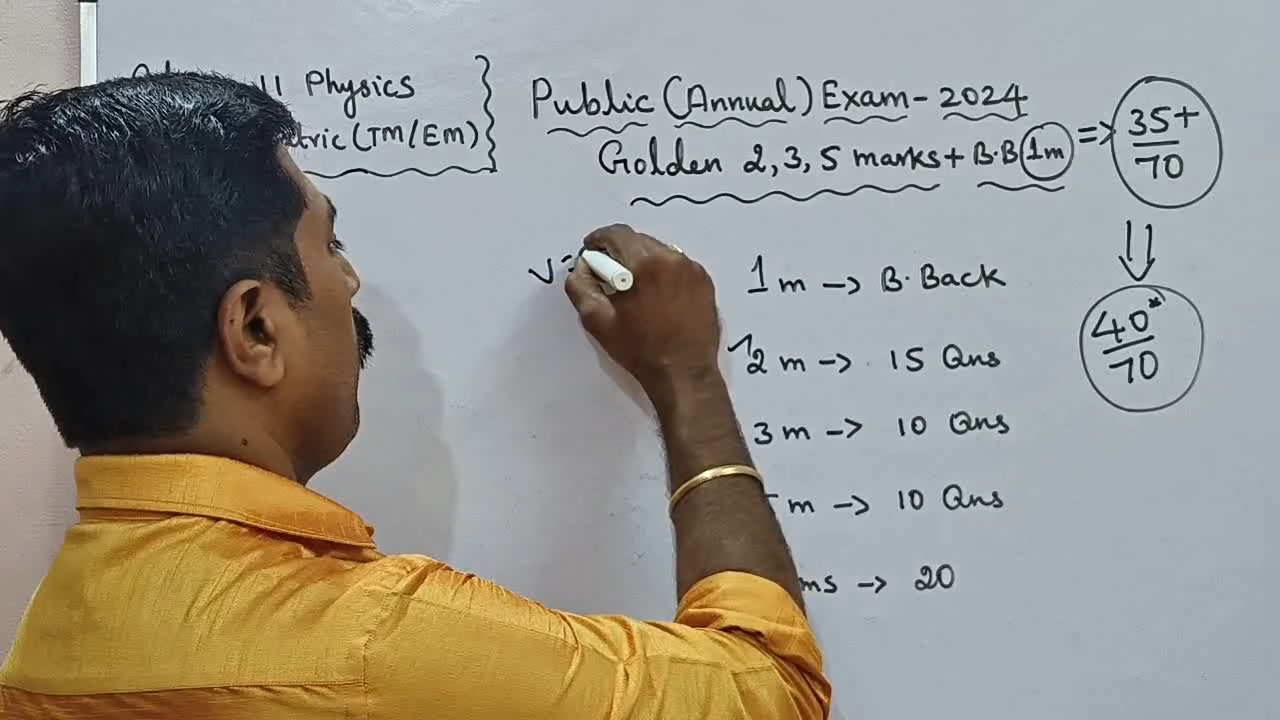 11 Physics
(TM/EM)
Public (Annual) Exam - 2024
Golden 2, 3, 5 marks + B.B 1m => 35+/70
v =
1m -> B.Back
40*/70
2m -> 15 Qns
3m -> 10 Qns
m -> 10 Qns
ms -> 20